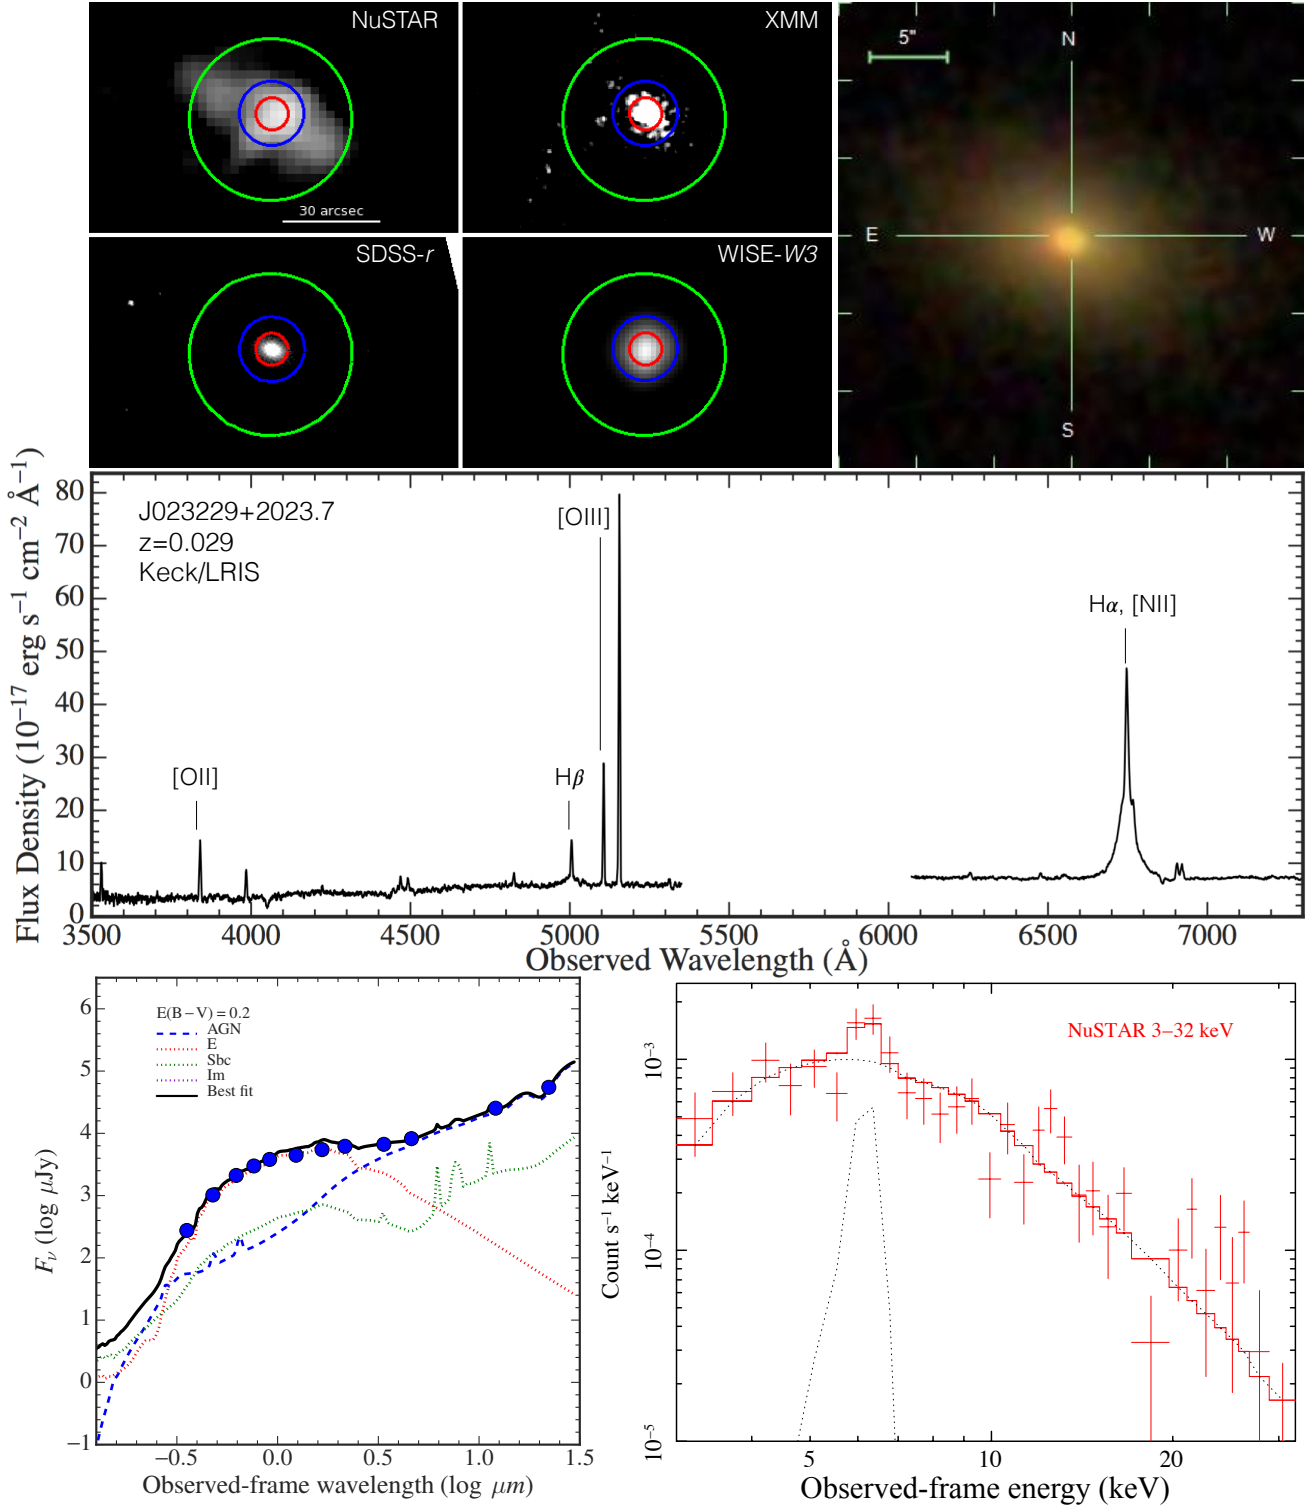 NuSTAR
XMM
30 arcsec
SDSS-r
WISE-W3
5"
N
E
W
S
Flux Density (10⁻¹⁷ erg s⁻¹ cm⁻² Å⁻¹)
80
70
60
50
40
30
20
10
0
J023229+2023.7
z=0.029
Keck/LRIS
[OII]
Hβ
[OIII]
Hα, [NII]
3500 4000 4500 5000 5500 6000 6500 7000
Observed Wavelength (Å)
F_ν (log μJy)
6
5
4
3
2
1
0
−1
E(B−V) = 0.2
AGN
E
Sbc
Im
Best fit
−0.5 0.0 0.5 1.0 1.5
Observed-frame wavelength (log μm)
Count s⁻¹ keV⁻¹
10⁻³
10⁻⁴
10⁻⁵
NuSTAR 3–32 keV
5 10 20
Observed-frame energy (keV)